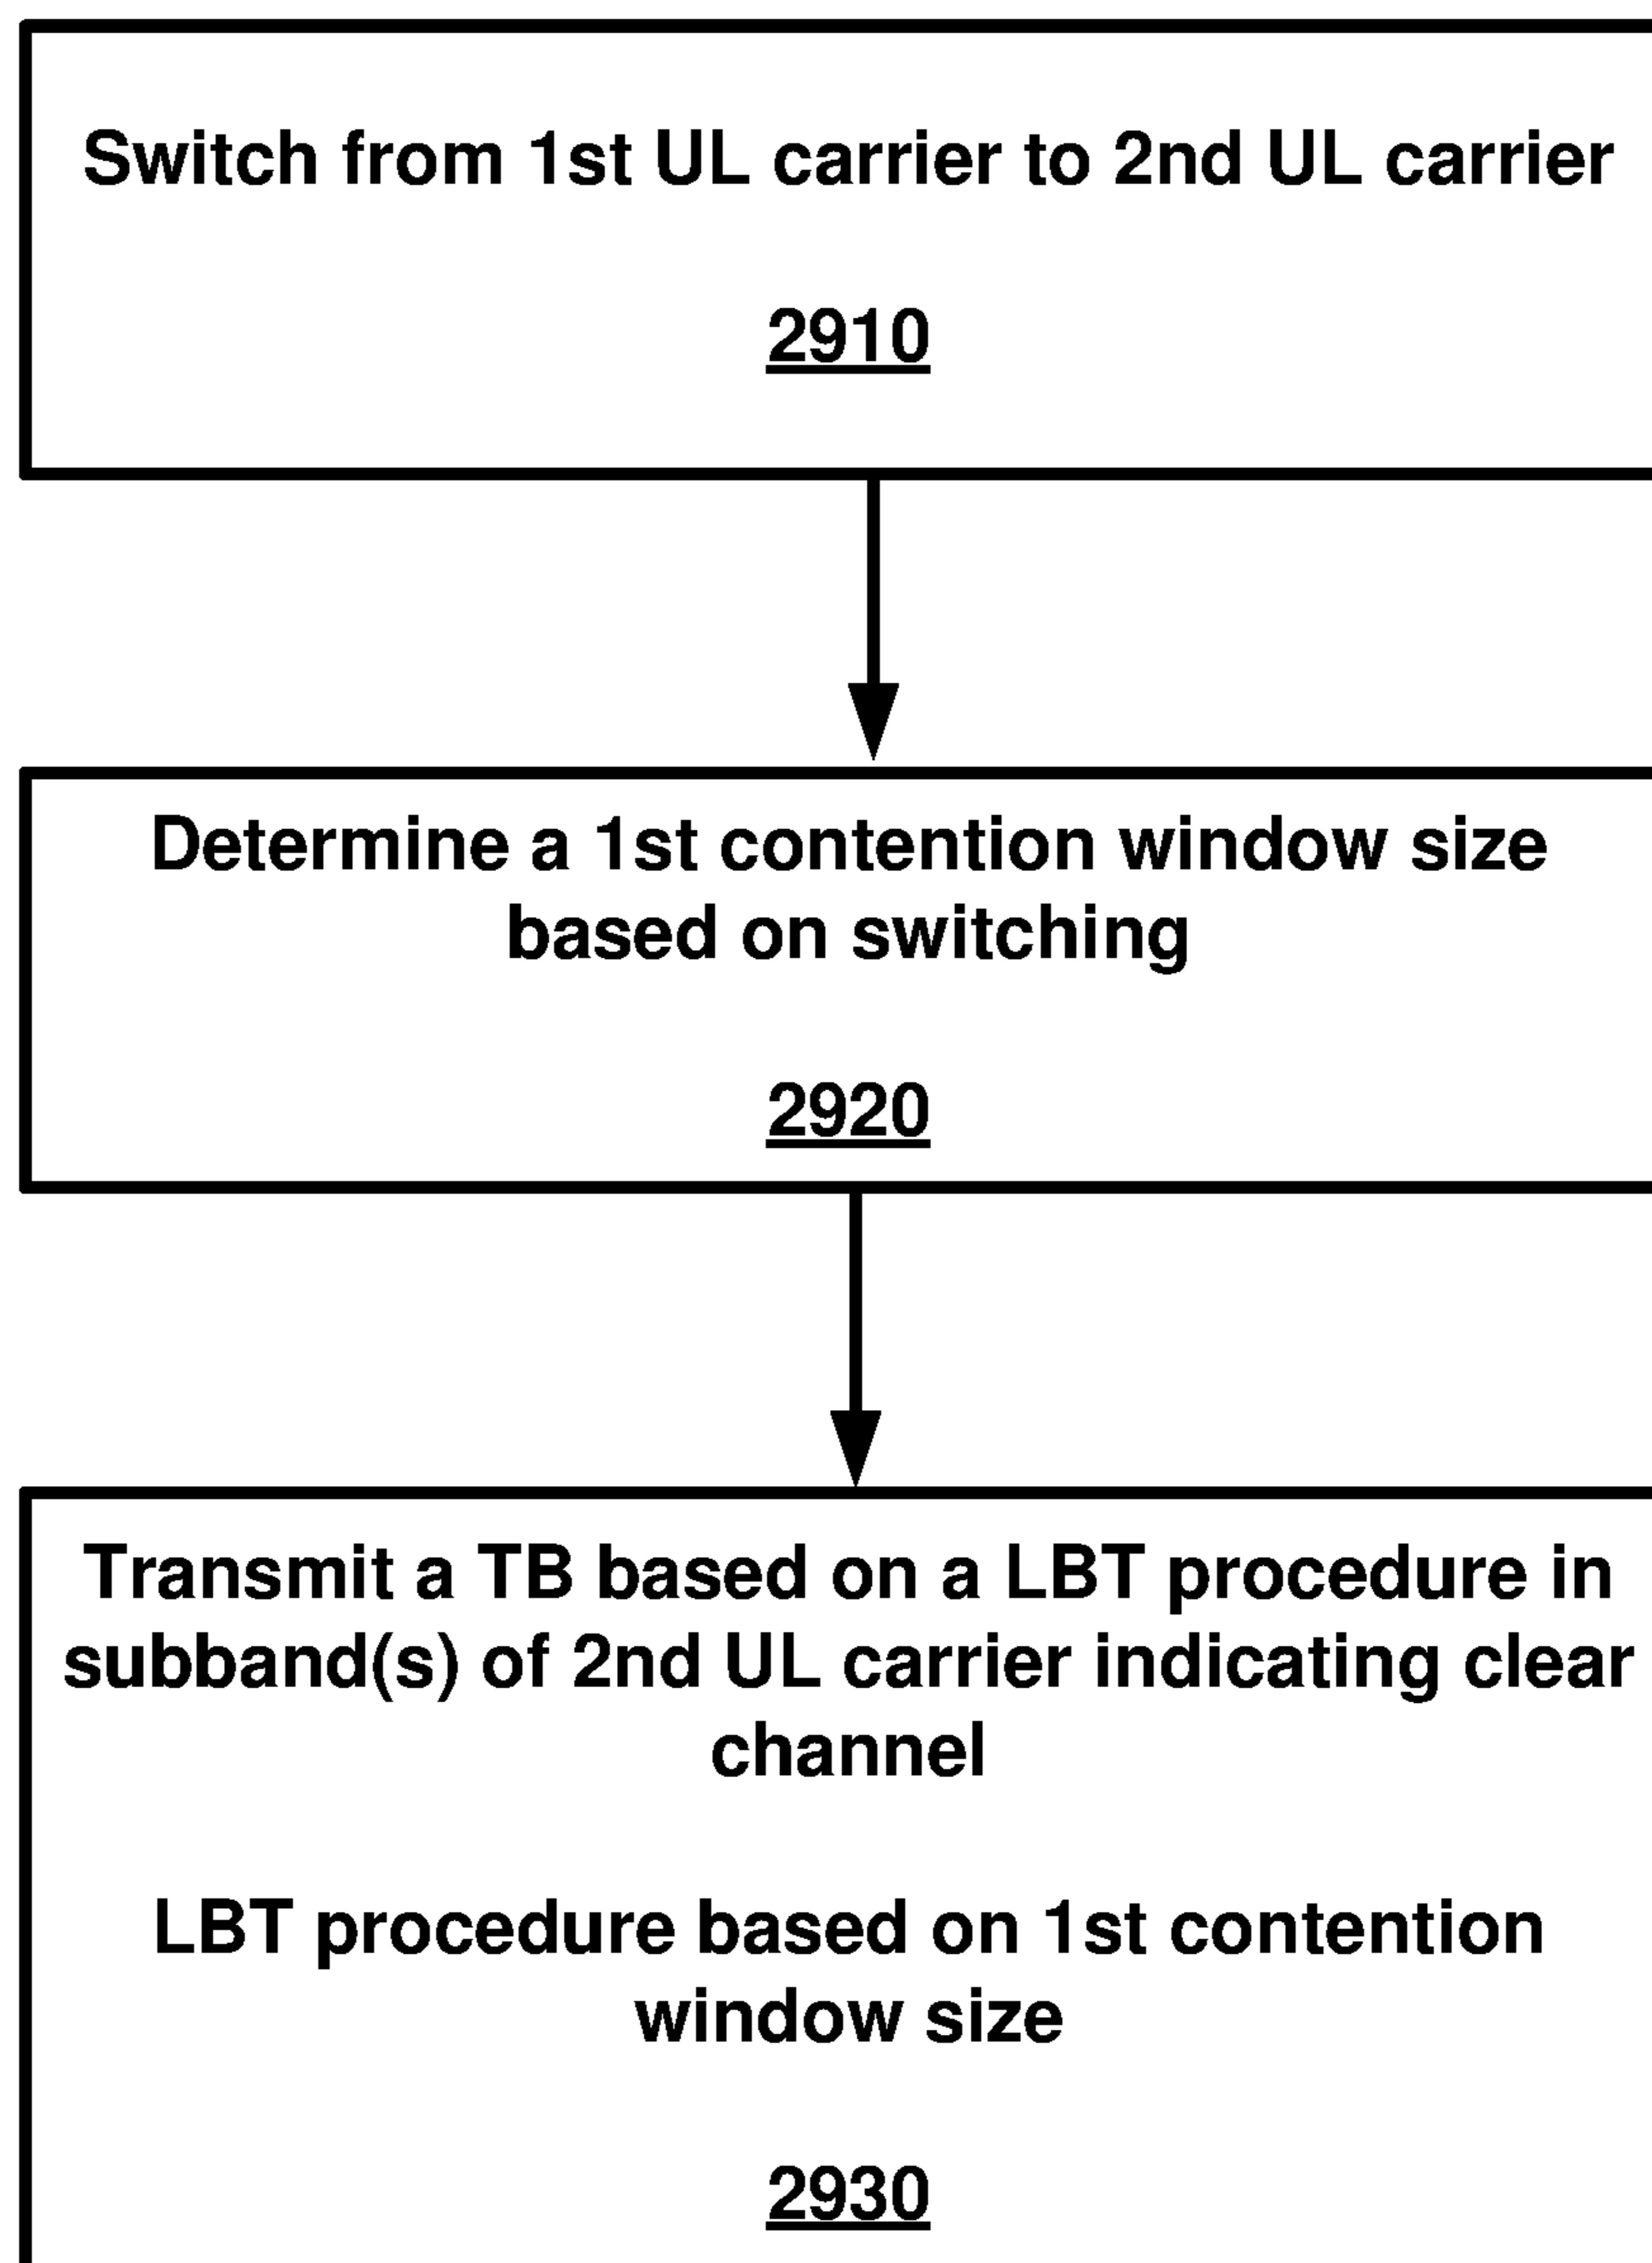 Switch from 1st UL carrier to 2nd UL carrier
2910
Determine a 1st contention window size
based on switching
2920
Transmit a TB based on a LBT procedure in
subband(s) of 2nd UL carrier indicating clear
channel
LBT procedure based on 1st contention
window size
2930